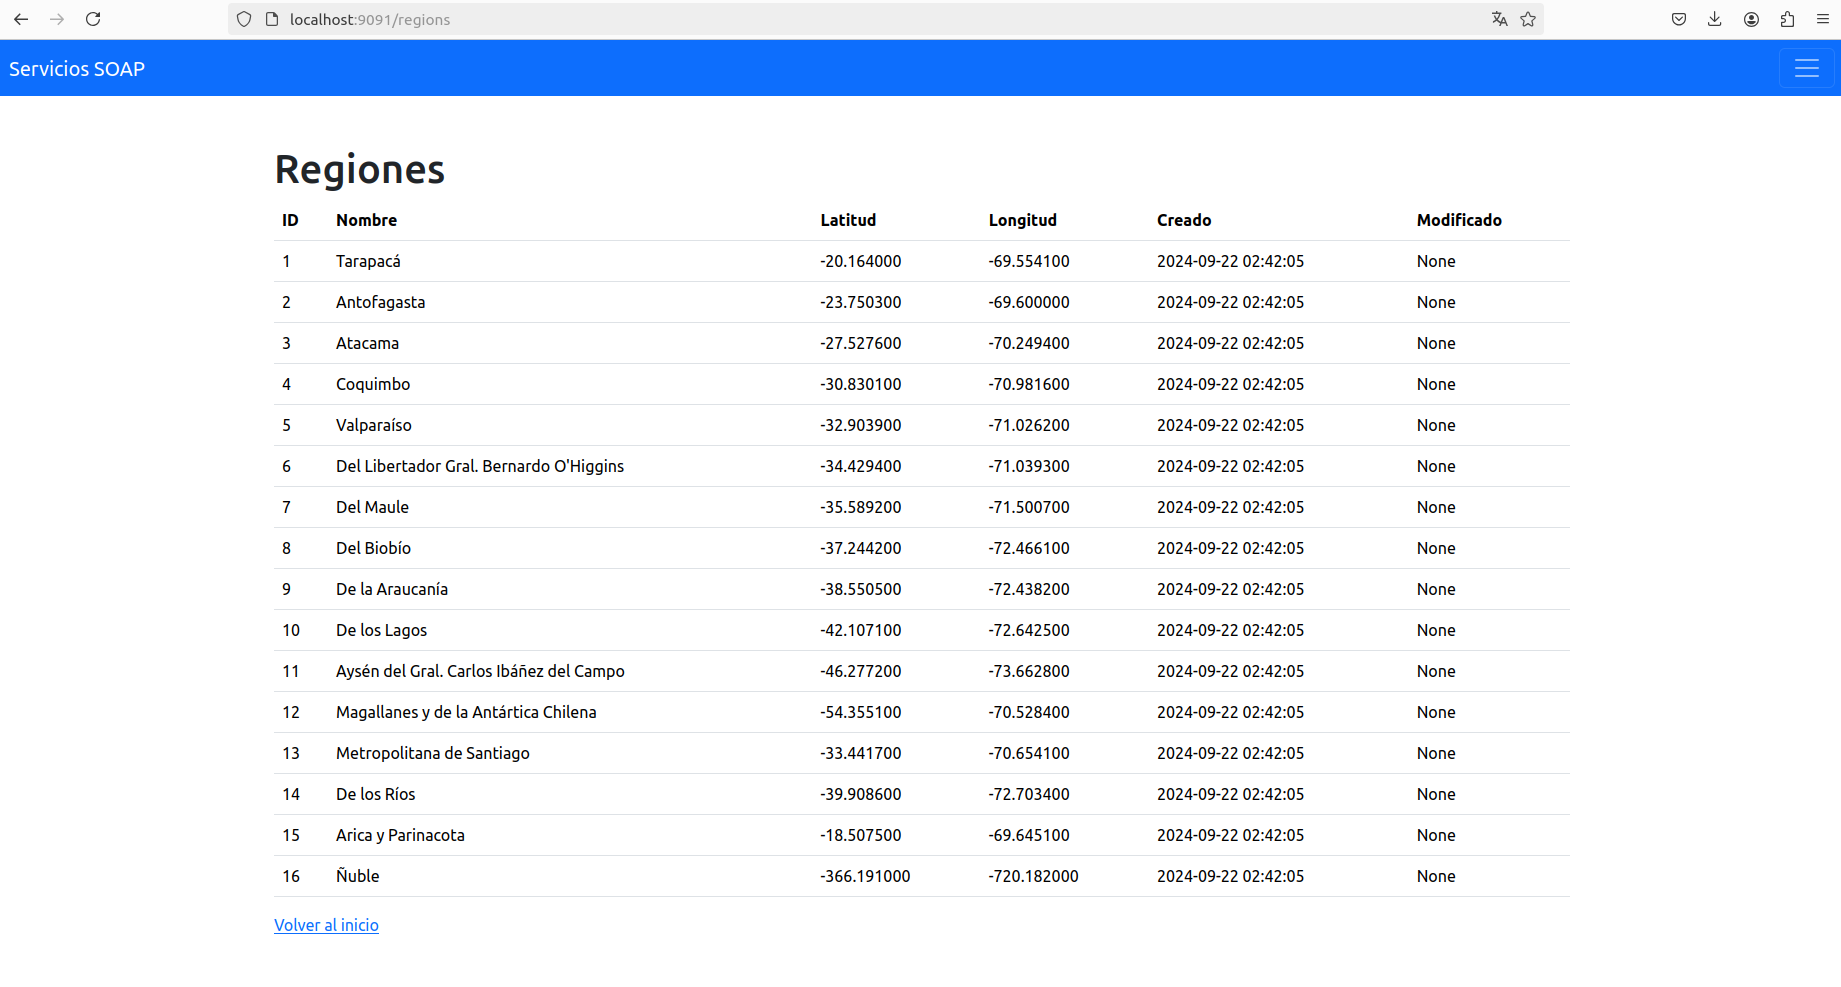 localhost:9091/regions
Servicios SOAP
Regiones
ID Nombre Latitud Longitud Creado Modificado
1 Tarapacá -20.164000 -69.554100 2024-09-22 02:42:05 None
2 Antofagasta -23.750300 -69.600000 2024-09-22 02:42:05 None
3 Atacama -27.527600 -70.249400 2024-09-22 02:42:05 None
4 Coquimbo -30.830100 -70.981600 2024-09-22 02:42:05 None
5 Valparaíso -32.903900 -71.026200 2024-09-22 02:42:05 None
6 Del Libertador Gral. Bernardo O'Higgins -34.429400 -71.039300 2024-09-22 02:42:05 None
7 Del Maule -35.589200 -71.500700 2024-09-22 02:42:05 None
8 Del Biobío -37.244200 -72.466100 2024-09-22 02:42:05 None
9 De la Araucanía -38.550500 -72.438200 2024-09-22 02:42:05 None
10 De los Lagos -42.107100 -72.642500 2024-09-22 02:42:05 None
11 Aysén del Gral. Carlos Ibáñez del Campo -46.277200 -73.662800 2024-09-22 02:42:05 None
12 Magallanes y de la Antártica Chilena -54.355100 -70.528400 2024-09-22 02:42:05 None
13 Metropolitana de Santiago -33.441700 -70.654100 2024-09-22 02:42:05 None
14 De los Ríos -39.908600 -72.703400 2024-09-22 02:42:05 None
15 Arica y Parinacota -18.507500 -69.645100 2024-09-22 02:42:05 None
16 Ñuble -366.191000 -720.182000 2024-09-22 02:42:05 None
Volver al inicio